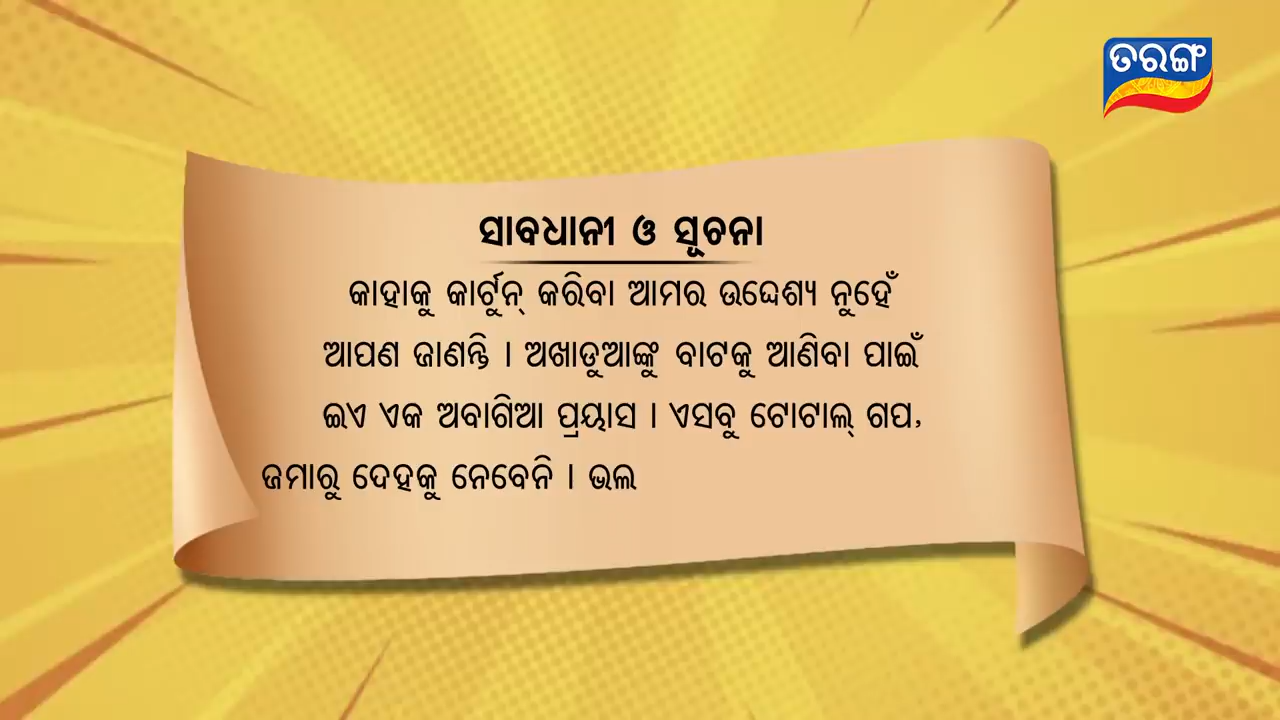 ତରଙ୍ଗ
ସାବଧାନୀ ଓ ସୂଚନା
କାହାକୁ କାର୍ଟୁନ୍ କରିବା ଆମର ଉଦ୍ଦେଶ୍ୟ ନୁହେଁ
ଆପଣ ଜାଣନ୍ତି । ଅଖାଡୁଆଙ୍କୁ ବାଟକୁ ଆଣିବା ପାଇଁ
ଇଏ ଏକ ଅବାଗିଆ ପ୍ରୟାସ । ଏସବୁ ଟୋଟାଲ୍ ଗପ,
ଜମାରୁ ଦେହକୁ ନେବେନି । ଭଲ